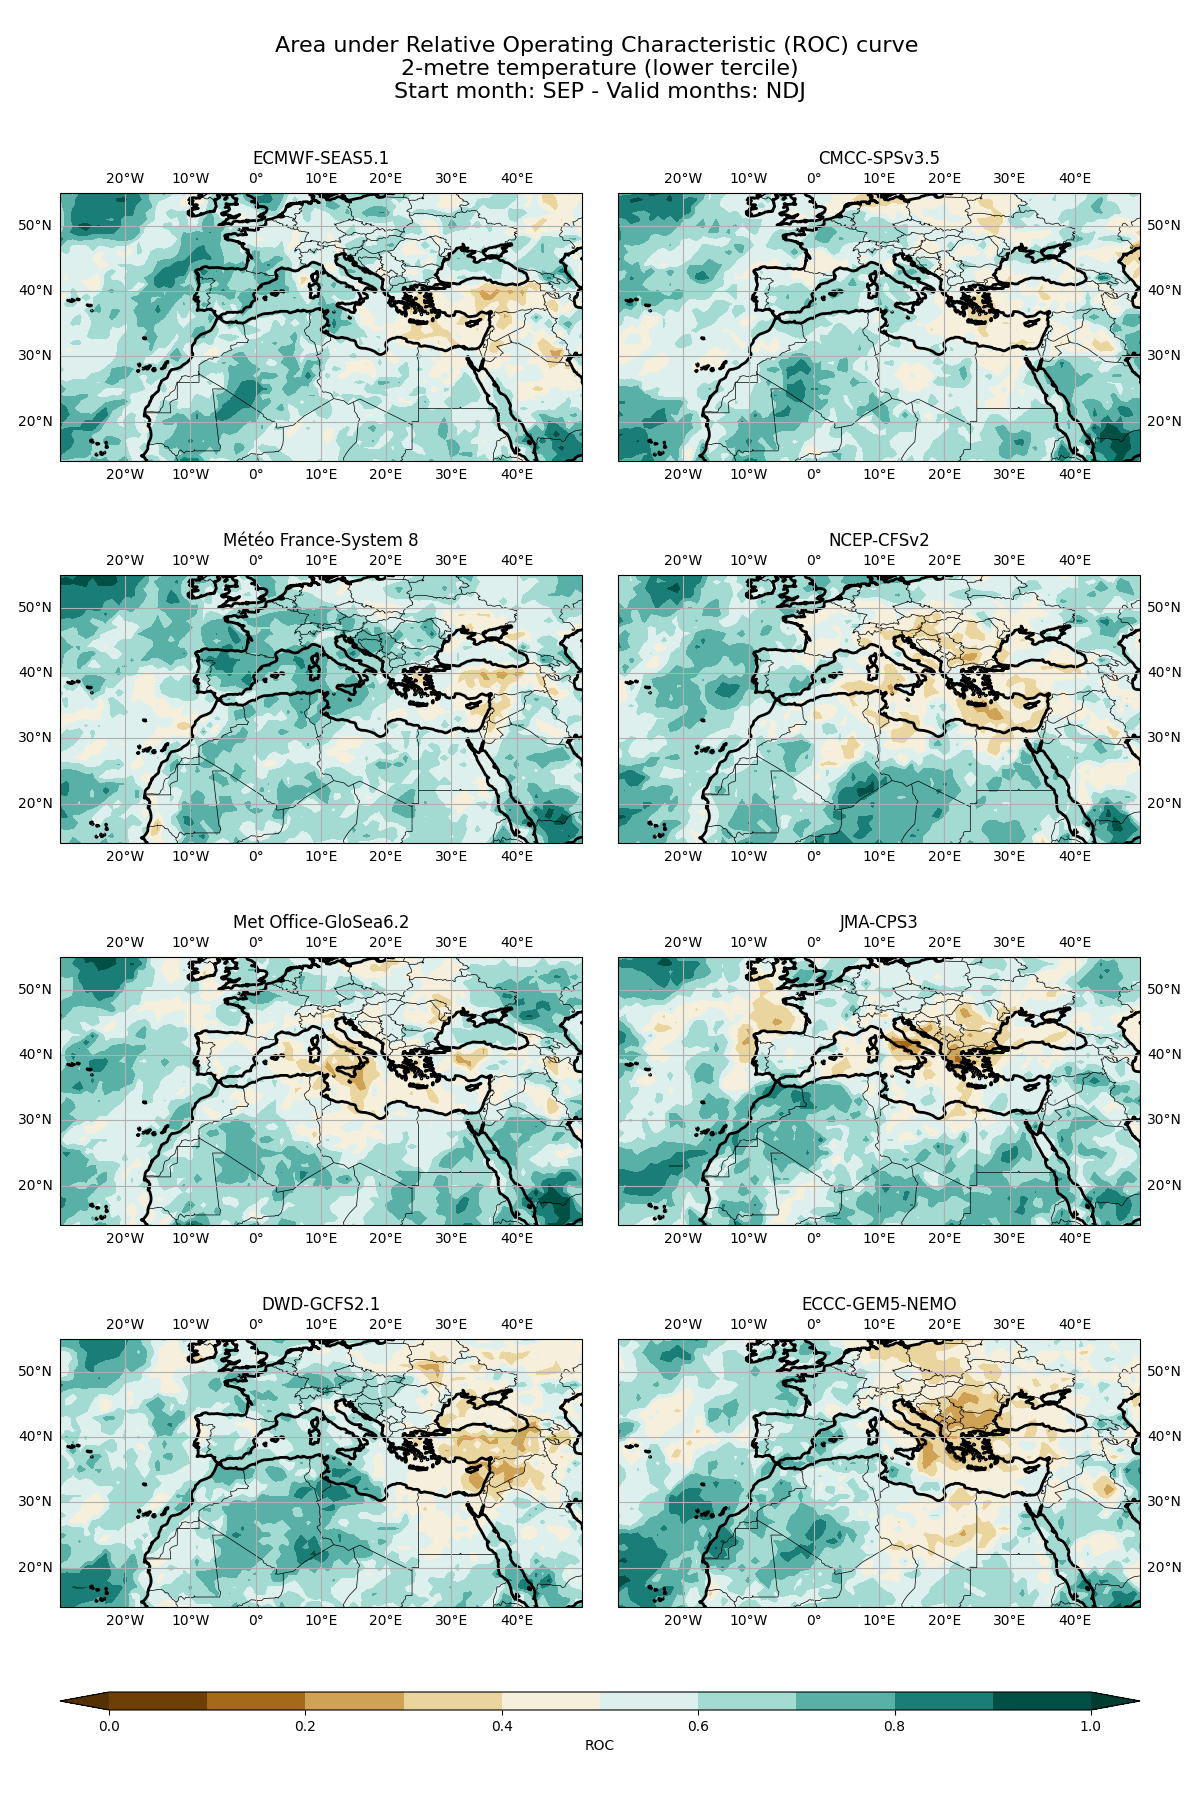 Area under Relative Operating Characteristic (ROC) curve
2-metre temperature (lower tercile)
Start month: SEP - Valid months: NDJ
ECMWF-SEAS5.1
20°W 10°W 0° 10°E 20°E 30°E 40°E
50°N
40°N
30°N
20°N
20°W 10°W 0° 10°E 20°E 30°E 40°E
CMCC-SPSv3.5
20°W 10°W 0° 10°E 20°E 30°E 40°E
50°N
40°N
30°N
20°N
20°W 10°W 0° 10°E 20°E 30°E 40°E
Météo France-System 8
20°W 10°W 0° 10°E 20°E 30°E 40°E
50°N
40°N
30°N
20°N
20°W 10°W 0° 10°E 20°E 30°E 40°E
NCEP-CFSv2
20°W 10°W 0° 10°E 20°E 30°E 40°E
50°N
40°N
30°N
20°N
20°W 10°W 0° 10°E 20°E 30°E 40°E
Met Office-GloSea6.2
20°W 10°W 0° 10°E 20°E 30°E 40°E
50°N
40°N
30°N
20°N
20°W 10°W 0° 10°E 20°E 30°E 40°E
JMA-CPS3
20°W 10°W 0° 10°E 20°E 30°E 40°E
50°N
40°N
30°N
20°N
20°W 10°W 0° 10°E 20°E 30°E 40°E
DWD-GCFS2.1
20°W 10°W 0° 10°E 20°E 30°E 40°E
50°N
40°N
30°N
20°N
20°W 10°W 0° 10°E 20°E 30°E 40°E
ECCC-GEM5-NEMO
20°W 10°W 0° 10°E 20°E 30°E 40°E
50°N
40°N
30°N
20°N
20°W 10°W 0° 10°E 20°E 30°E 40°E
0.0 0.2 0.4 0.6 0.8 1.0
ROC